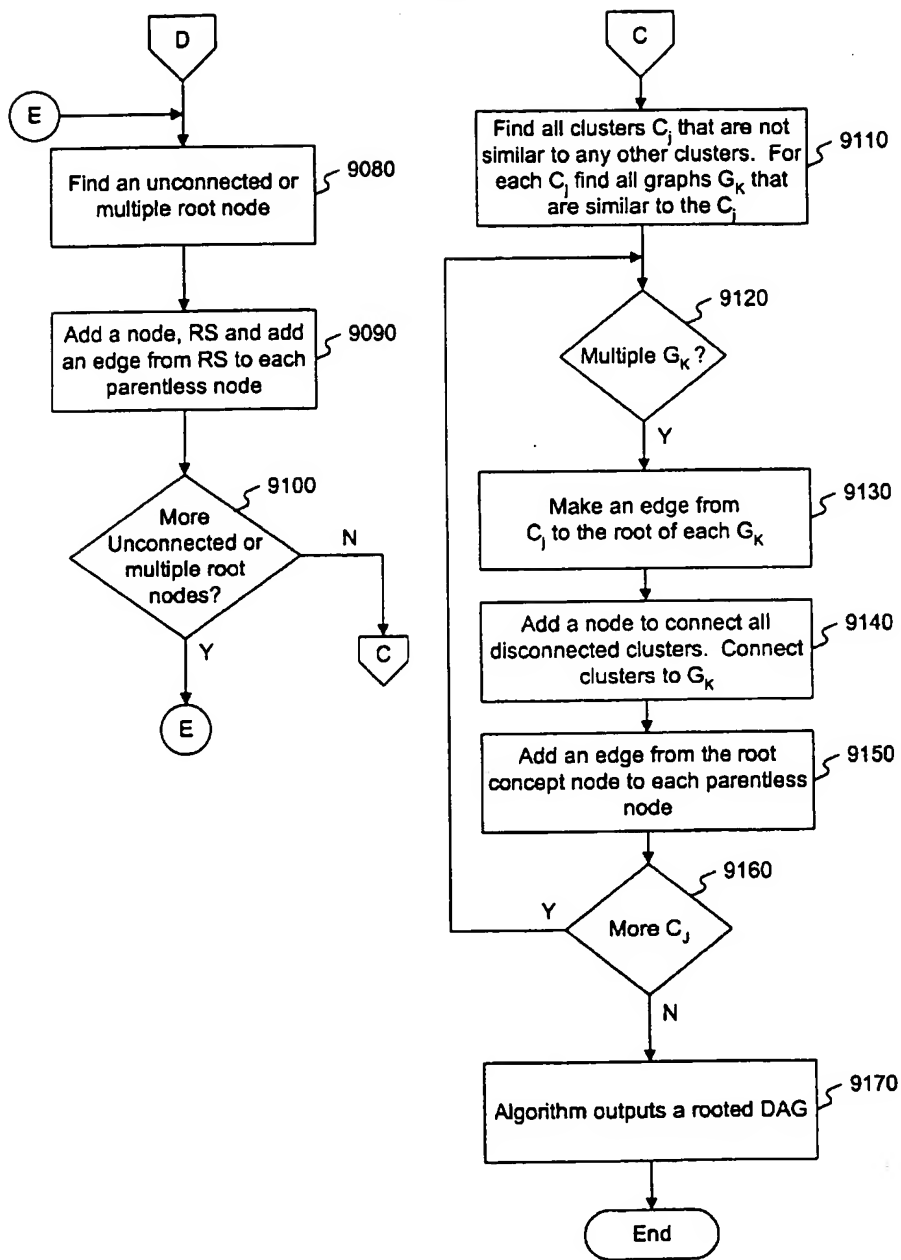 D
E
Find an unconnected or
multiple root node
9080
Add a node, RS and add
an edge from RS to each
parentless node
9090
9100
More
Unconnected or
multiple root
nodes?
N
Y
C
E
C
Find all clusters Cj that are not
similar to any other clusters. For
each Cj find all graphs GK that
are similar to the Cj
9110
9120
Multiple GK ?
Y
Make an edge from
Cj to the root of each GK
9130
Add a node to connect all
disconnected clusters. Connect
clusters to GK
9140
Add an edge from the root
concept node to each parentless
node
9150
9160
Y
More CJ
N
Algorithm outputs a rooted DAG
9170
End